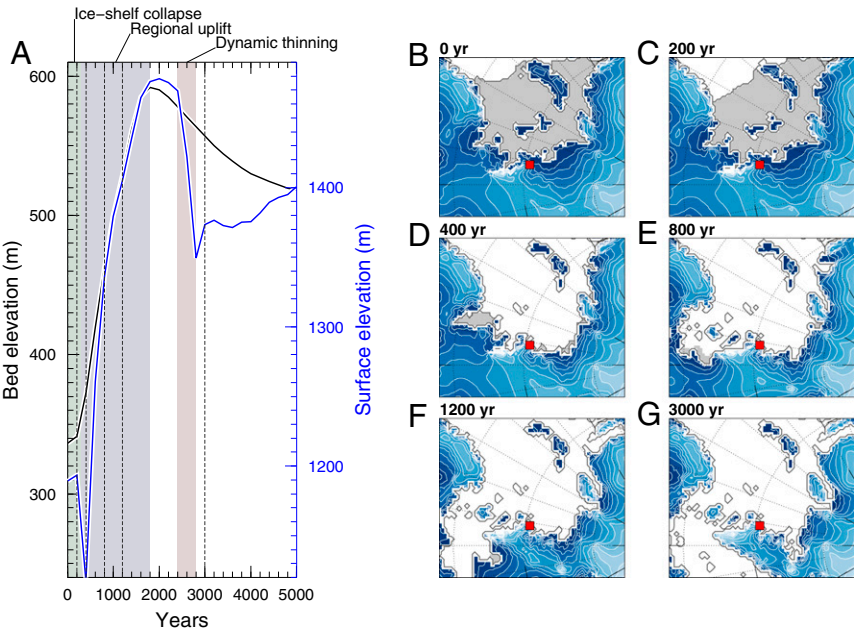 Ice-shelf collapse
Regional uplift
Dynamic thinning
A
600
500
400
300
Bed elevation (m)
1400
1300
1200
Surface elevation (m)
0 1000 2000 3000 4000 5000
Years
B 0 yr
C 200 yr
D 400 yr
E 800 yr
F 1200 yr
G 3000 yr